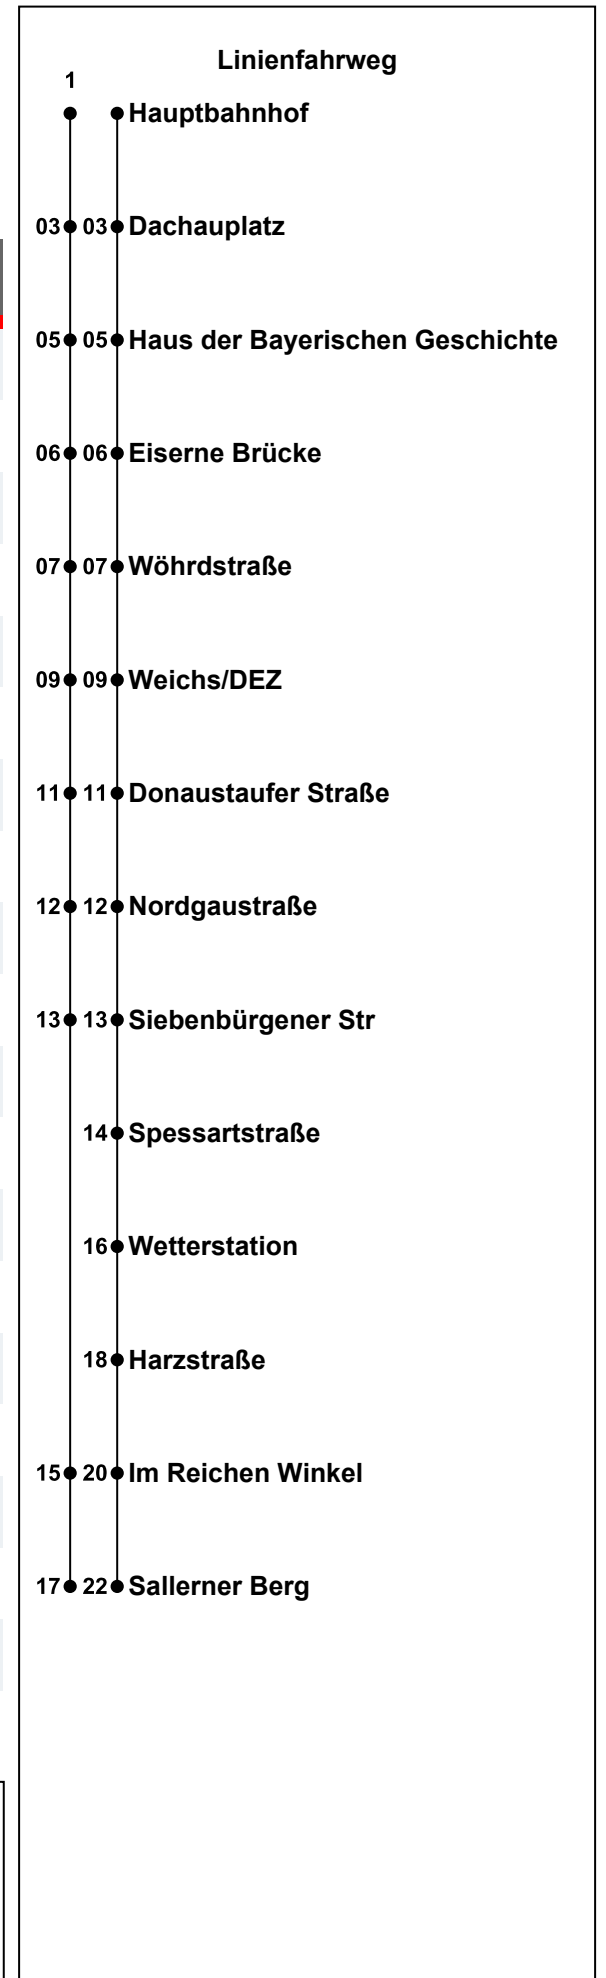 Linienfahrweg
1
Hauptbahnhof
03 03 Dachauplatz
05 05 Haus der Bayerischen Geschichte
06 06 Eiserne Brücke
07 07 Wöhrdstraße
09 09 Weichs/DEZ
11 11 Donaustaufer Straße
12 12 Nordgaustraße
13 13 Siebenbürgener Str
14 Spessartstraße
16 Wetterstation
18 Harzstraße
15 20 Im Reichen Winkel
17 22 Sallerner Berg